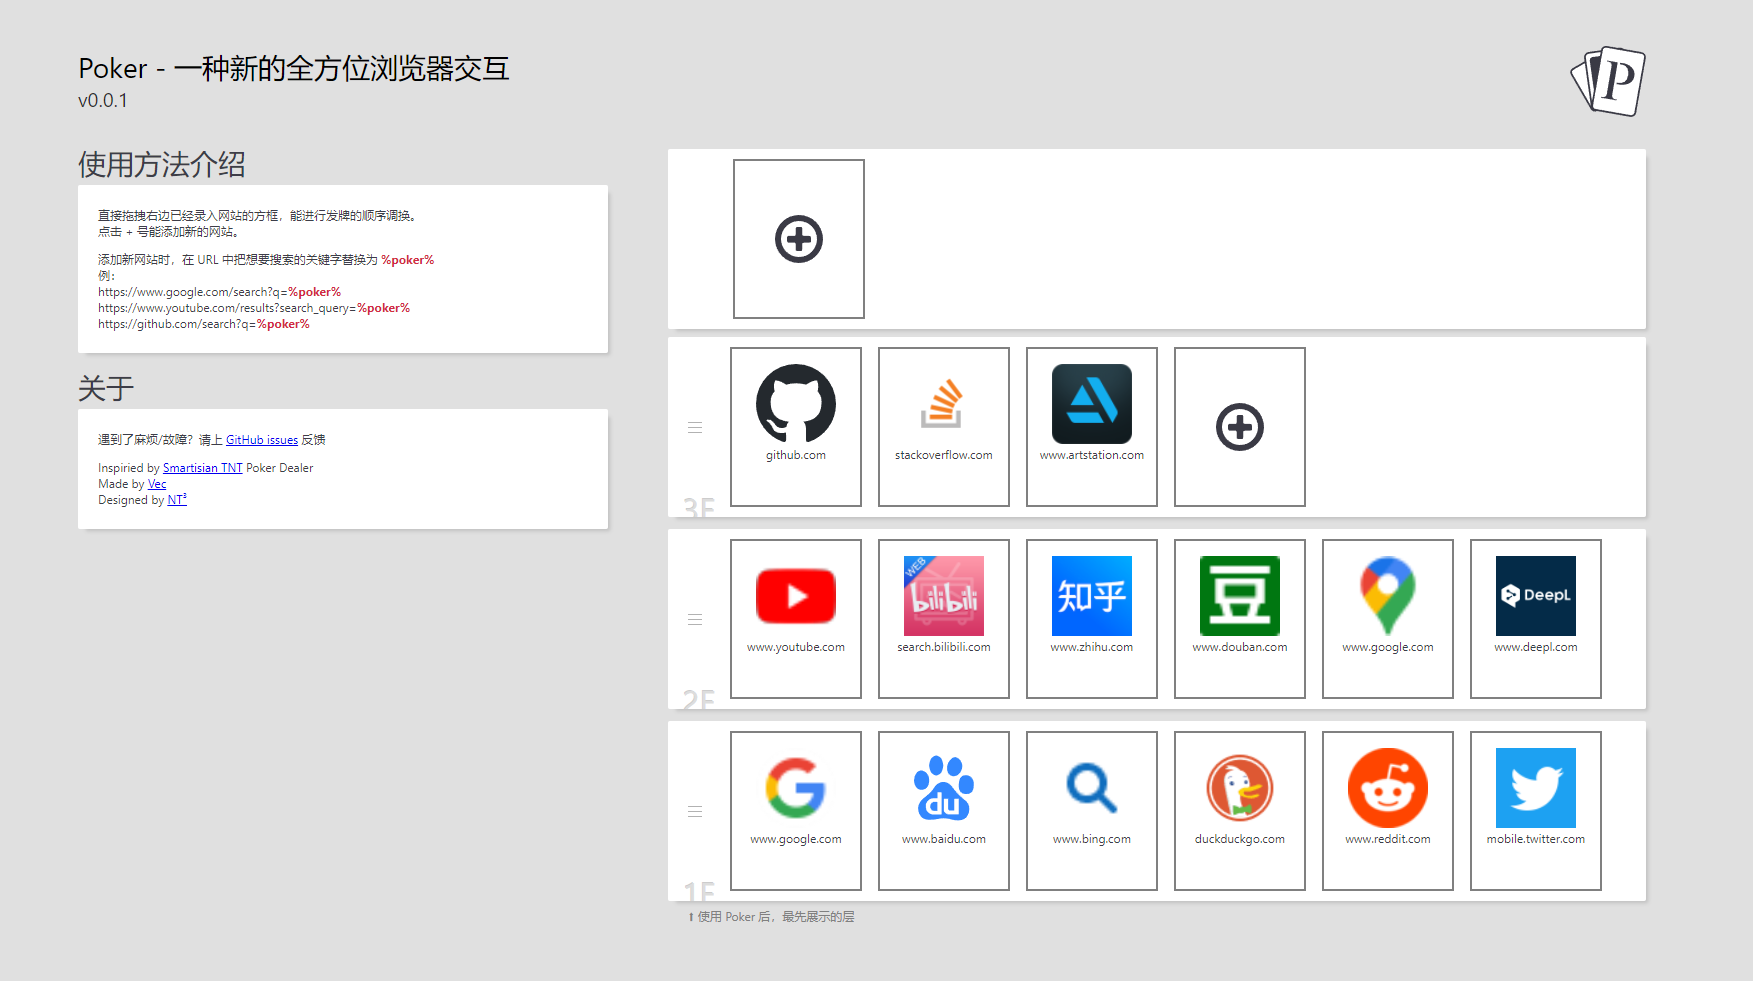 Poker - 一种新的全方位浏览器交互
v0.0.1
P
使用方法介绍
直接拖拽右边已经录入网站的方框，能进行发牌的顺序调换。
点击 + 号能添加新的网站。
添加新网站时，在 URL 中把想要搜索的关键字替换为 %poker%
例：
https://www.google.com/search?q=%poker%
https://www.youtube.com/results?search_query=%poker%
https://github.com/search?q=%poker%
关于
遇到了麻烦/故障？请上 GitHub issues 反馈
Inspiried by Smartisian TNT Poker Dealer
Made by Vec
Designed by NT³
github.com
stackoverflow.com
www.artstation.com
3F
WEB
bilibili
知乎
豆
DeepL
www.youtube.com
search.bilibili.com
www.zhihu.com
www.douban.com
www.google.com
www.deepl.com
2F
G
du
www.google.com
www.baidu.com
www.bing.com
duckduckgo.com
www.reddit.com
mobile.twitter.com
1F
⬆ 使用 Poker 后，最先展示的层